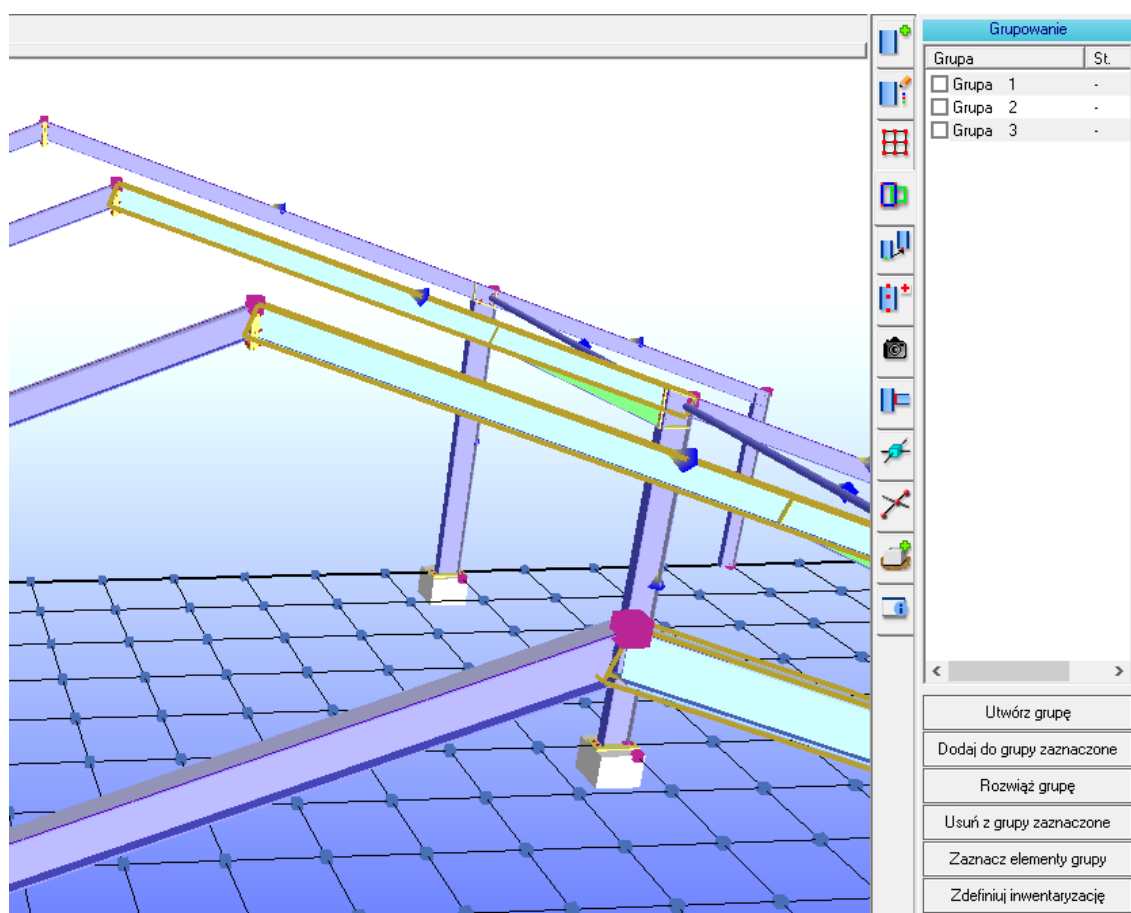 Grupowanie
Grupa St.
Grupa 1 -
Grupa 2 -
Grupa 3 -
Utwórz grupę
Dodaj do grupy zaznaczone
Rozwiąż grupę
Usuń z grupy zaznaczone
Zaznacz elementy grupy
Zdefiniuj inwentaryzację